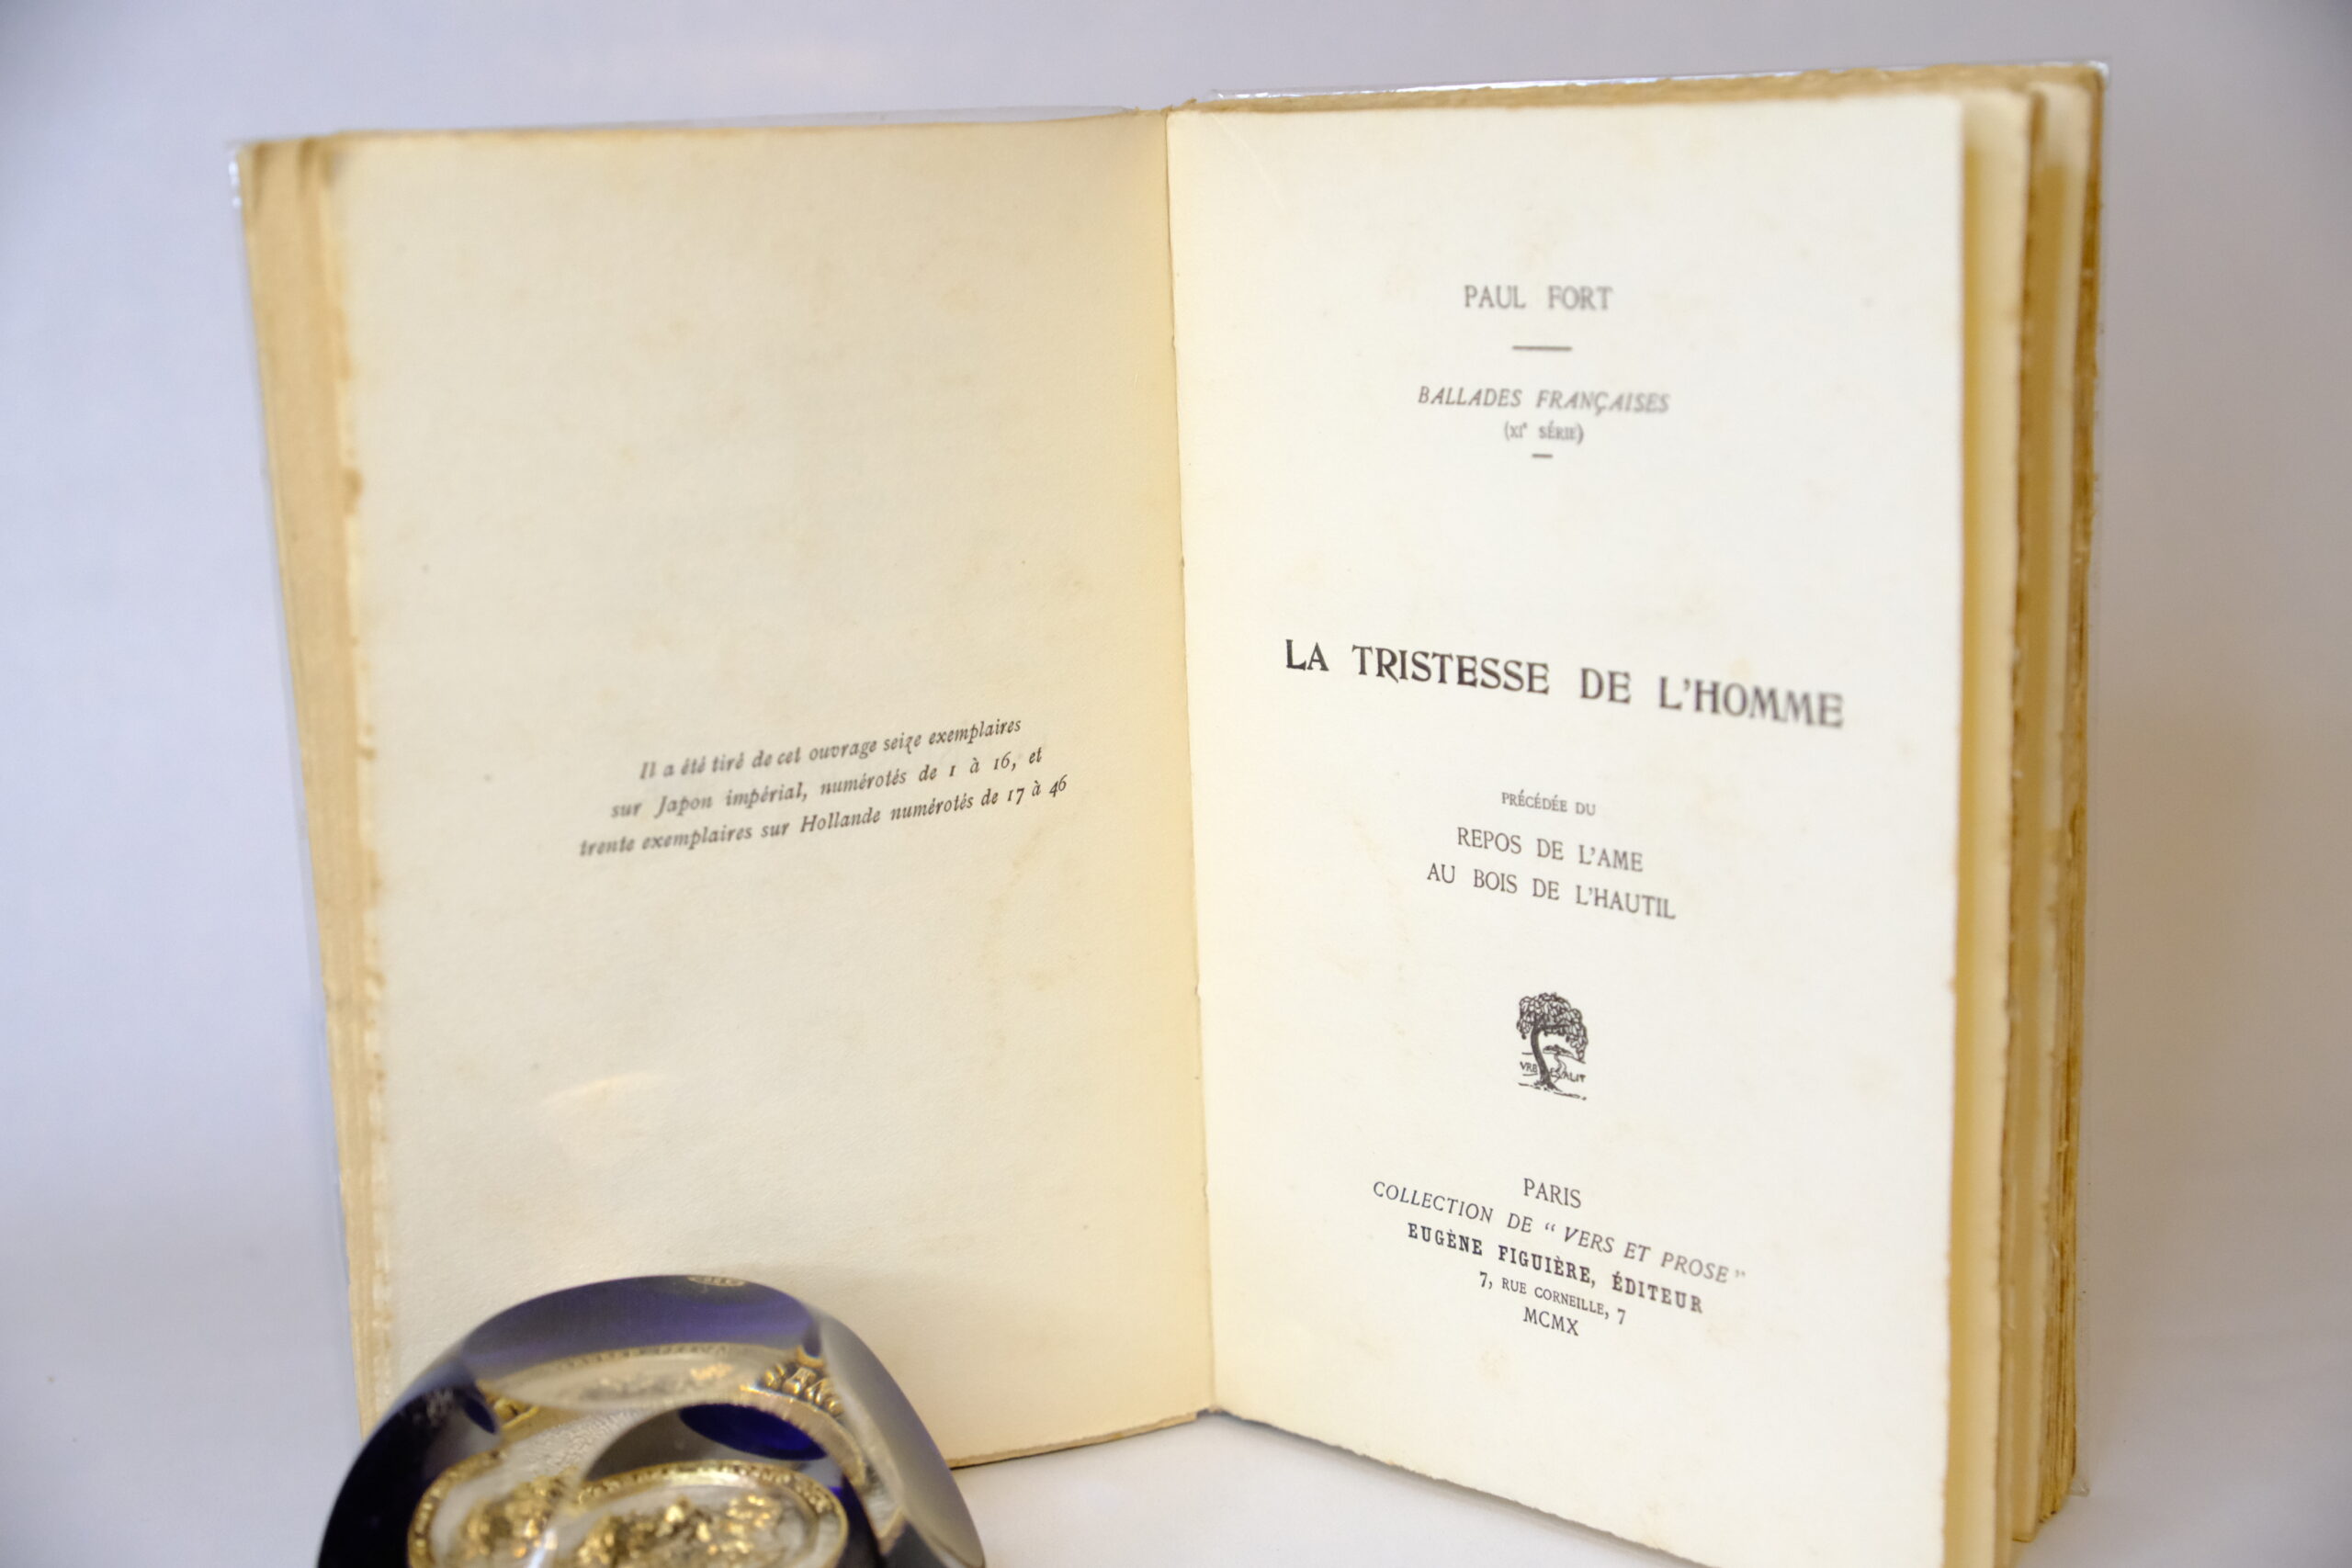 Il a été tiré de cet ouvrage seize exemplaires
sur Japon impérial, numérotés de 1 à 16, et
trente exemplaires sur Hollande numérotés de 17 à 46
PAUL FORT
BALLADES FRANÇAISES
(XIe SÉRIE)
LA TRISTESSE DE L'HOMME
PRÉCÉDÉE DU
REPOS DE L'AME
AU BOIS DE L'HAUTIL
PARIS
COLLECTION DE “ VERS ET PROSE ”
EUGÈNE FIGUIÈRE, ÉDITEUR
7, RUE CORNEILLE, 7
MCMX